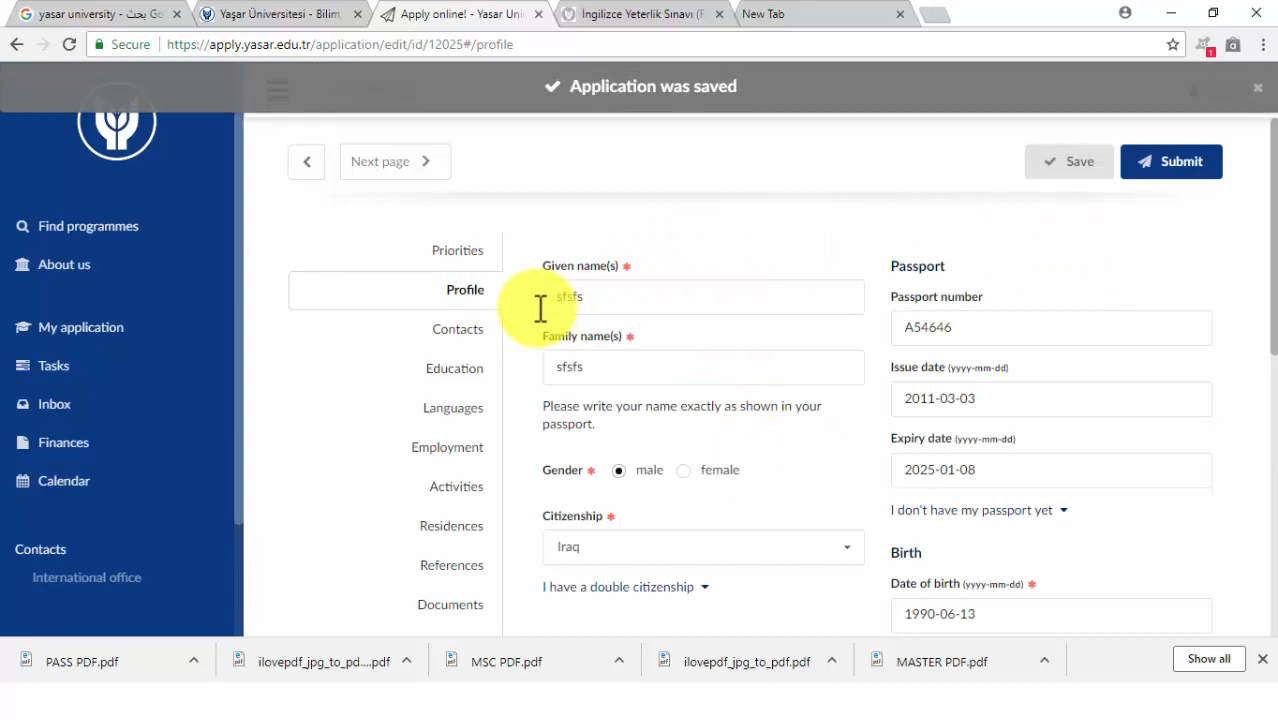 yasar university - بحث Go
Yaşar Üniversitesi - Bilim,
Apply online! - Yasar Uni
İngilizce Yeterlik Sınavı (F
New Tab
Secure
https://apply.yasar.edu.tr/application/edit/id/12025#/profile
1
Application was saved
Next page
Save
Submit
Find programmes
About us
My application
Tasks
Inbox
Finances
Calendar
Contacts
International office
Priorities
Profile
Contacts
Education
Languages
Employment
Activities
Residences
References
Documents
Given name(s) *
sfsfs
Family name(s) *
sfsfs
Please write your name exactly as shown in your
passport.
Gender * male female
Citizenship *
Iraq
I have a double citizenship
Passport
Passport number
A54646
Issue date (yyyy-mm-dd)
2011-03-03
Expiry date (yyyy-mm-dd)
2025-01-08
I don't have my passport yet
Birth
Date of birth (yyyy-mm-dd) *
1990-06-13
PASS PDF.pdf
ilovepdf_jpg_to_pd....pdf
MSC PDF.pdf
ilovepdf_jpg_to_pdf.pdf
MASTER PDF.pdf
Show all